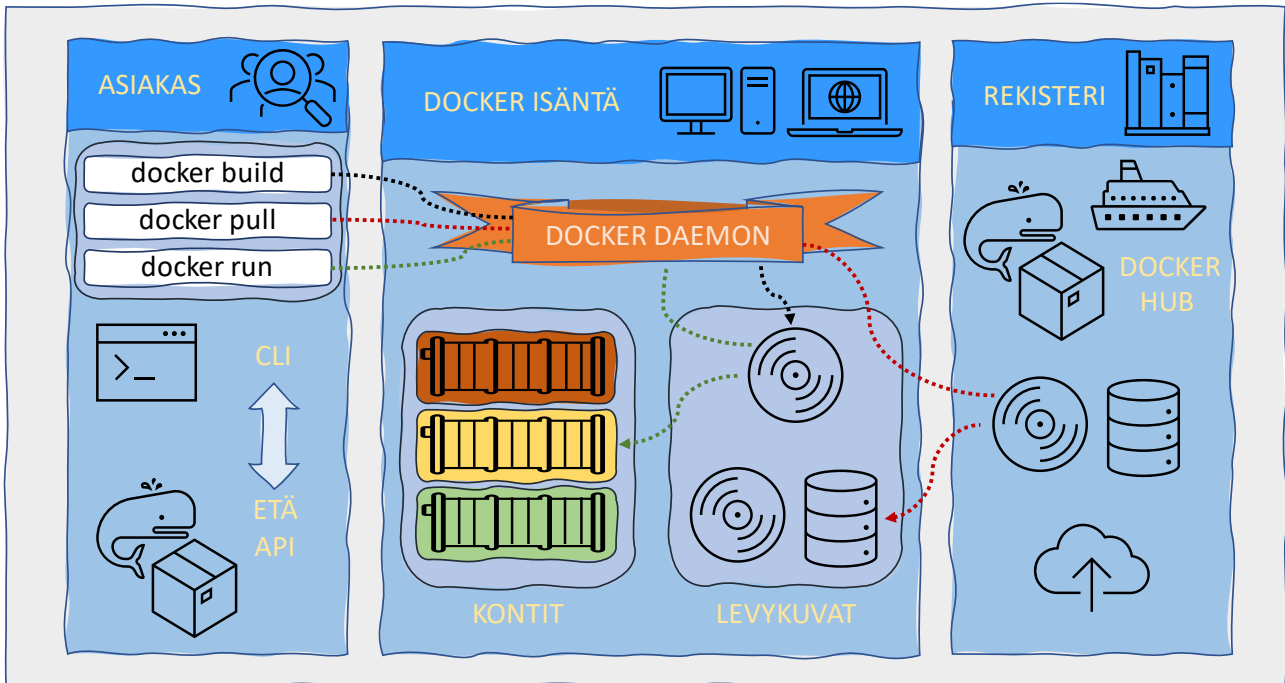 ASIAKAS
docker build
docker pull
docker run
CLI
ETÄ
API
DOCKER ISÄNTÄ
DOCKER DAEMON
KONTIT
LEVYKUVAT
REKISTERI
DOCKER
HUB